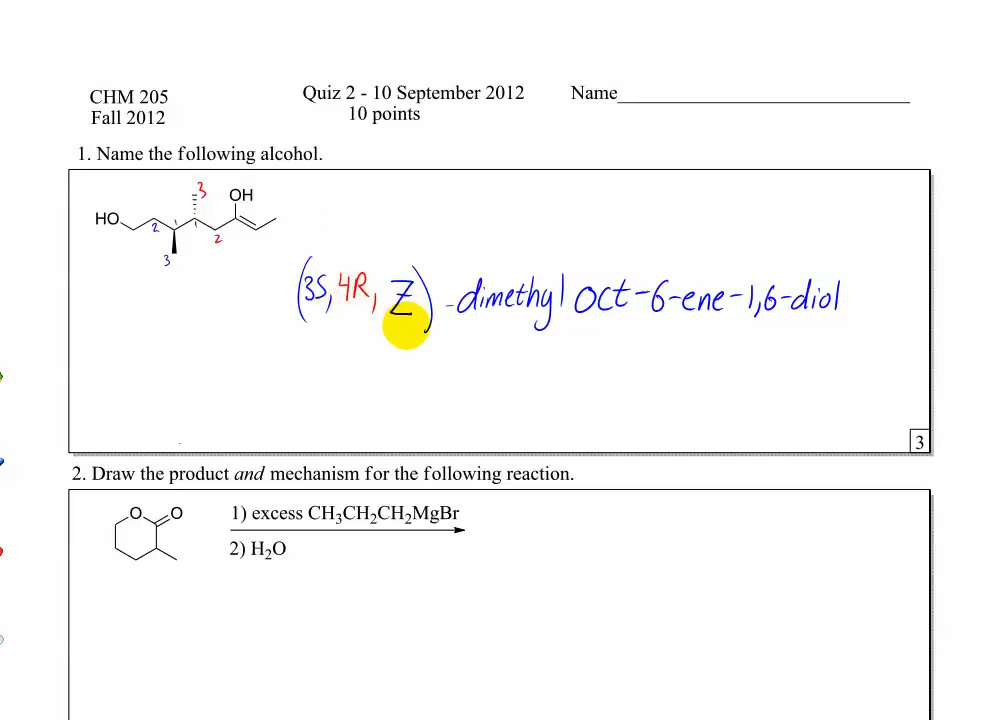 CHM 205
Fall 2012
Quiz 2 - 10 September 2012
10 points
Name
1. Name the following alcohol.
3
OH
HO
2
1
1
2
3
(3S, 4R, Z) -dimethyl oct-6-ene-1,6-diol
3
2. Draw the product and mechanism for the following reaction.
O
O
1) excess CH₃CH₂CH₂MgBr
2) H₂O